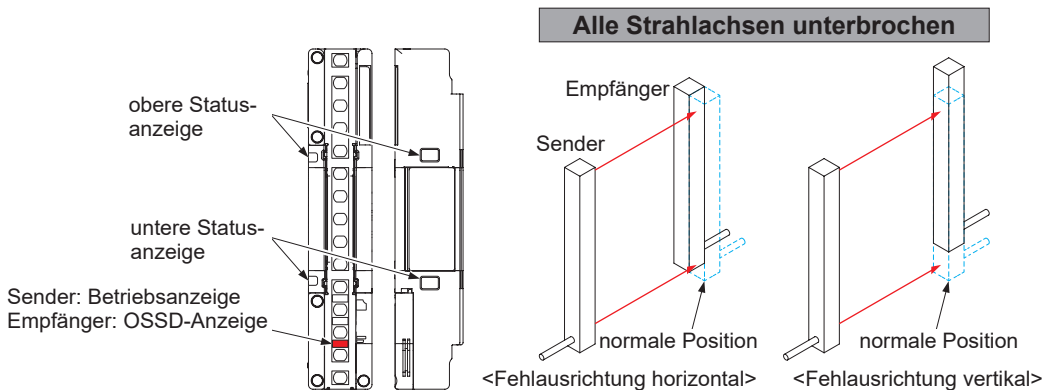 Alle Strahlachsen unterbrochen
obere Status-
anzeige
untere Status-
anzeige
Sender: Betriebsanzeige
Empfänger: OSSD-Anzeige
Empfänger
Sender
normale Position
<Fehlausrichtung horizontal>
normale Position
<Fehlausrichtung vertikal>